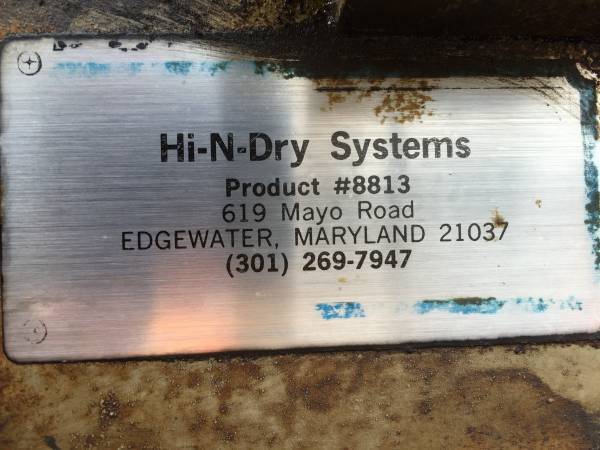 Hi-N-Dry Systems
Product #8813
619 Mayo Road
EDGEWATER, MARYLAND 21037
(301) 269-7947